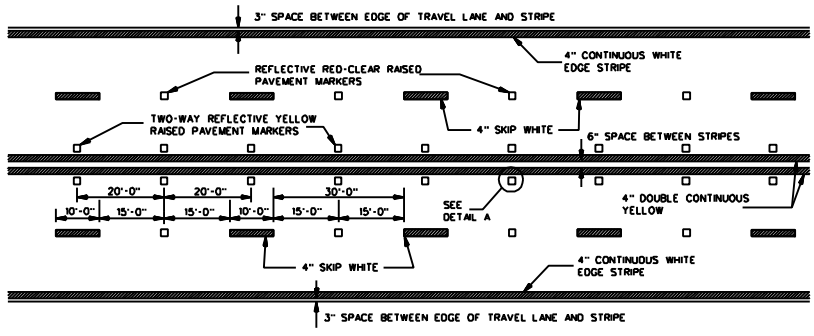 3" SPACE BETWEEN EDGE OF TRAVEL LANE AND STRIPE
4" CONTINUOUS WHITE
EDGE STRIPE
REFLECTIVE RED-CLEAR RAISED
PAVEMENT MARKERS
TWO-WAY REFLECTIVE YELLOW
RAISED PAVEMENT MARKERS
4" SKIP WHITE
6" SPACE BETWEEN STRIPES
20'-0" 20'-0" 30'-0"
10'-0" 15'-0" 15'-0" 10'-0" 15'-0" 15'-0"
SEE
DETAIL A
4" DOUBLE CONTINUOUS
YELLOW
4" SKIP WHITE
4" CONTINUOUS WHITE
EDGE STRIPE
3" SPACE BETWEEN EDGE OF TRAVEL LANE AND STRIPE